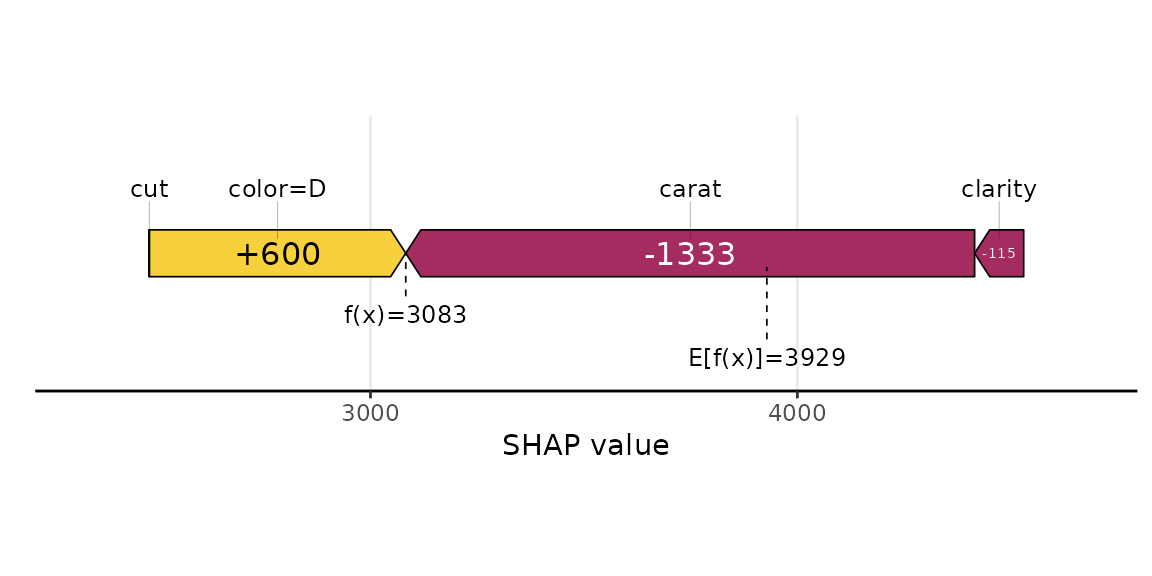 cut color=D carat clarity
+600 -1333 -115
f(x)=3083
E[f(x)]=3929
3000 4000
SHAP value